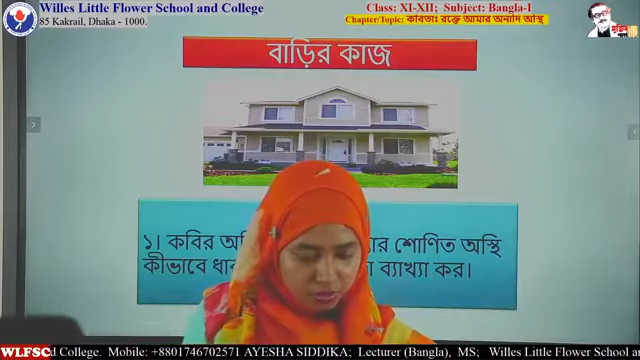 Willes Little Flower School and College
85 Kakrail, Dhaka - 1000.
Class: XI-XII; Subject: Bangla-I
Chapter/Topic: কবিতাঃ রক্তে আমার অনাদি অস্থি
বাড়ির কাজ
১। কবির শোণিত অস্থি
কীভাবে ব্যাখ্যা কর।
WLFSC d College. Mobile: +8801746702571 AYESHA SIDDIKA; Lecturer (Bangla), MS; Willes Little Flower School